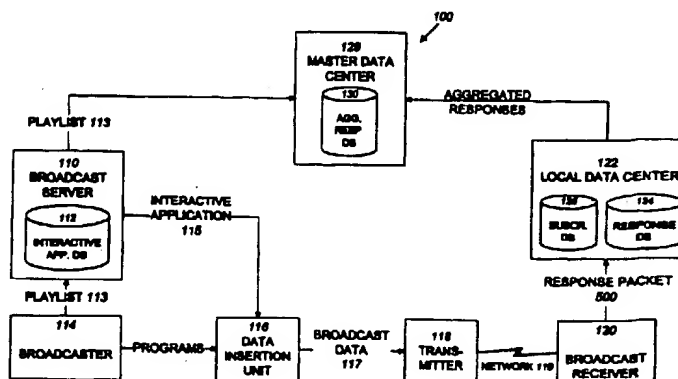 100
128
MASTER DATA
CENTER
130
AGG.
RESP
DB
AGGREGATED
RESPONSES
PLAYLIST 113
110
BROADCAST
SERVER
112
INTERACTIVE
APP. DB
INTERACTIVE
APPLICATION
115
122
LOCAL DATA CENTER
SUBCR.
DB
124
RESPONSE
DB
PLAYLIST 113
RESPONSE PACKET
500
114
BROADCASTER
PROGRAMS
116
DATA
INSERTION
UNIT
BROADCAST
DATA
117
118
TRANS-
MITTER
NETWORK 119
120
BROADCAST
RECEIVER